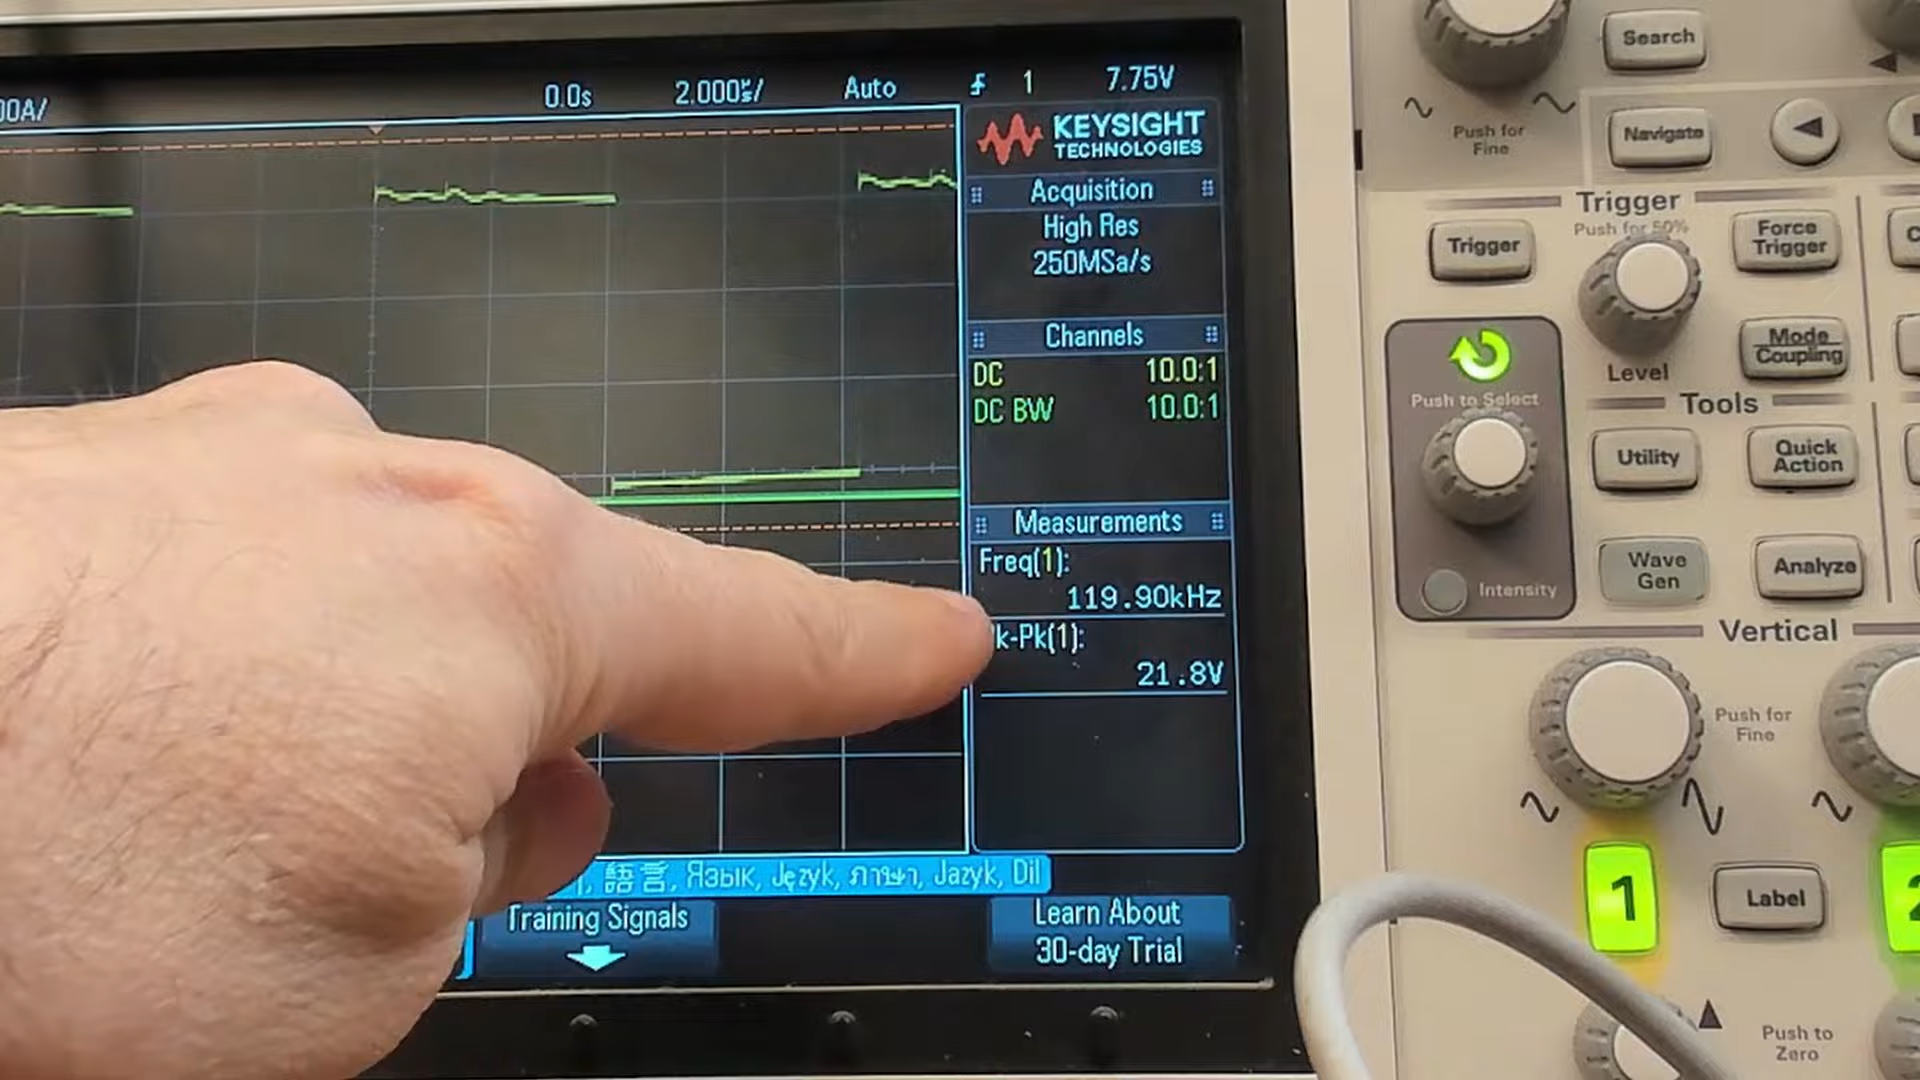 00A/ 0.0s 2.000㎲/ Auto 1 7.75V
KEYSIGHT
TECHNOLOGIES
Acquisition
High Res
250MSa/s
Channels
DC 10.0:1
DC BW 10.0:1
Measurements
Freq(1):
119.90kHz
k-Pk(1):
21.8V
語言, Язык, Język, ภาษา, Jazyk, Dil
Training Signals
Learn About
30-day Trial
Search
Push for
Fine
Navigate
Trigger
Push for 50%
Trigger
Force
Trigger
Level
Mode
Coupling
Push to Select
Tools
Utility
Quick
Action
Wave
Gen
Analyze
Intensity
Vertical
Push for
Fine
1
Label
2
Push to
Zero